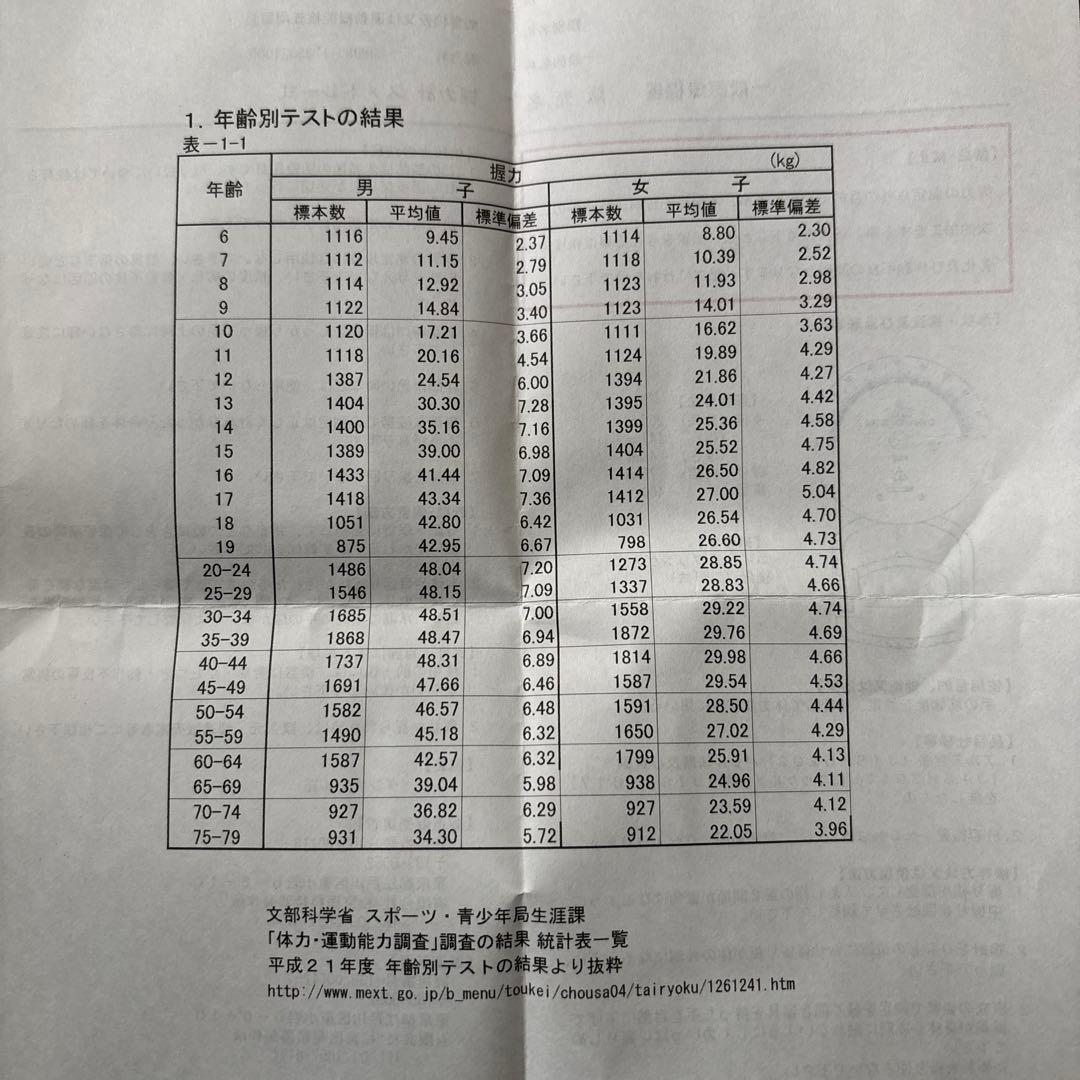 1．年齢別テストの結果
表－1-1
年齢 握力 (kg)
男 子 女 子
標本数 平均値 標準偏差 標本数 平均値 標準偏差
6 1116 9.45 2.37 1114 8.80 2.30
7 1112 11.15 2.79 1118 10.39 2.52
8 1114 12.92 3.05 1123 11.93 2.98
9 1122 14.84 3.40 1123 14.01 3.29
10 1120 17.21 3.66 1111 16.62 3.63
11 1118 20.16 4.54 1124 19.89 4.29
12 1387 24.54 6.00 1394 21.86 4.27
13 1404 30.30 7.28 1395 24.01 4.42
14 1400 35.16 7.16 1399 25.36 4.58
15 1389 39.00 6.98 1404 25.52 4.75
16 1433 41.44 7.09 1414 26.50 4.82
17 1418 43.34 7.36 1412 27.00 5.04
18 1051 42.80 6.42 1031 26.54 4.70
19 875 42.95 6.67 798 26.60 4.73
20-24 1486 48.04 7.20 1273 28.85 4.74
25-29 1546 48.15 7.09 1337 28.83 4.66
30-34 1685 48.51 7.00 1558 29.22 4.74
35-39 1868 48.47 6.94 1872 29.76 4.69
40-44 1737 48.31 6.89 1814 29.98 4.66
45-49 1691 47.66 6.46 1587 29.54 4.53
50-54 1582 46.57 6.48 1591 28.50 4.44
55-59 1490 45.18 6.32 1650 27.02 4.29
60-64 1587 42.57 6.32 1799 25.91 4.13
65-69 935 39.04 5.98 938 24.96 4.11
70-74 927 36.82 6.29 927 23.59 4.12
75-79 931 34.30 5.72 912 22.05 3.96
文部科学省 スポーツ・青少年局生涯課
「体力・運動能力調査」調査の結果 統計表一覧
平成２１年度 年齢別テストの結果より抜粋
http://www.mext.go.jp/b_menu/toukei/chousa04/tairyoku/1261241.htm